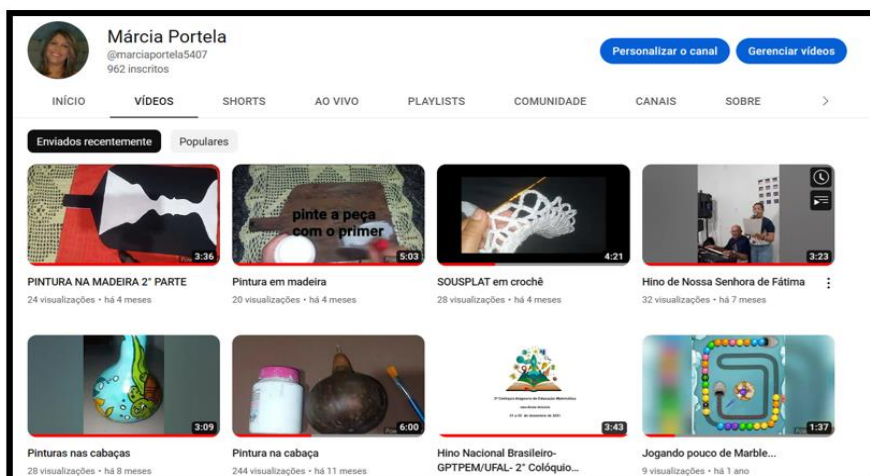 Márcia Portela
@marciaportela5407
962 inscritos
Personalizar o canal
Gerenciar vídeos
INÍCIO
VÍDEOS
SHORTS
AO VIVO
PLAYLISTS
COMUNIDADE
CANAIS
SOBRE
Enviados recentemente
Populares
pinte a peça
com o primer
3:36
5:03
4:21
3:23
PINTURA NA MADEIRA 2° PARTE
Pintura em madeira
SOUSPLAT em crochê
Hino de Nossa Senhora de Fátima
24 visualizações • há 4 meses
20 visualizações • há 4 meses
28 visualizações • há 4 meses
32 visualizações • há 7 meses
3:09
6:00
3:43
1:37
Pinturas nas cabaças
Pintura na cabaça
Hino Nacional Brasileiro-
GPTPEM/UFAL- 2° Colóquio...
Jogando pouco de Marble...
28 visualizações • há 8 meses
244 visualizações • há 11 meses
9 visualizações • há 1 ano